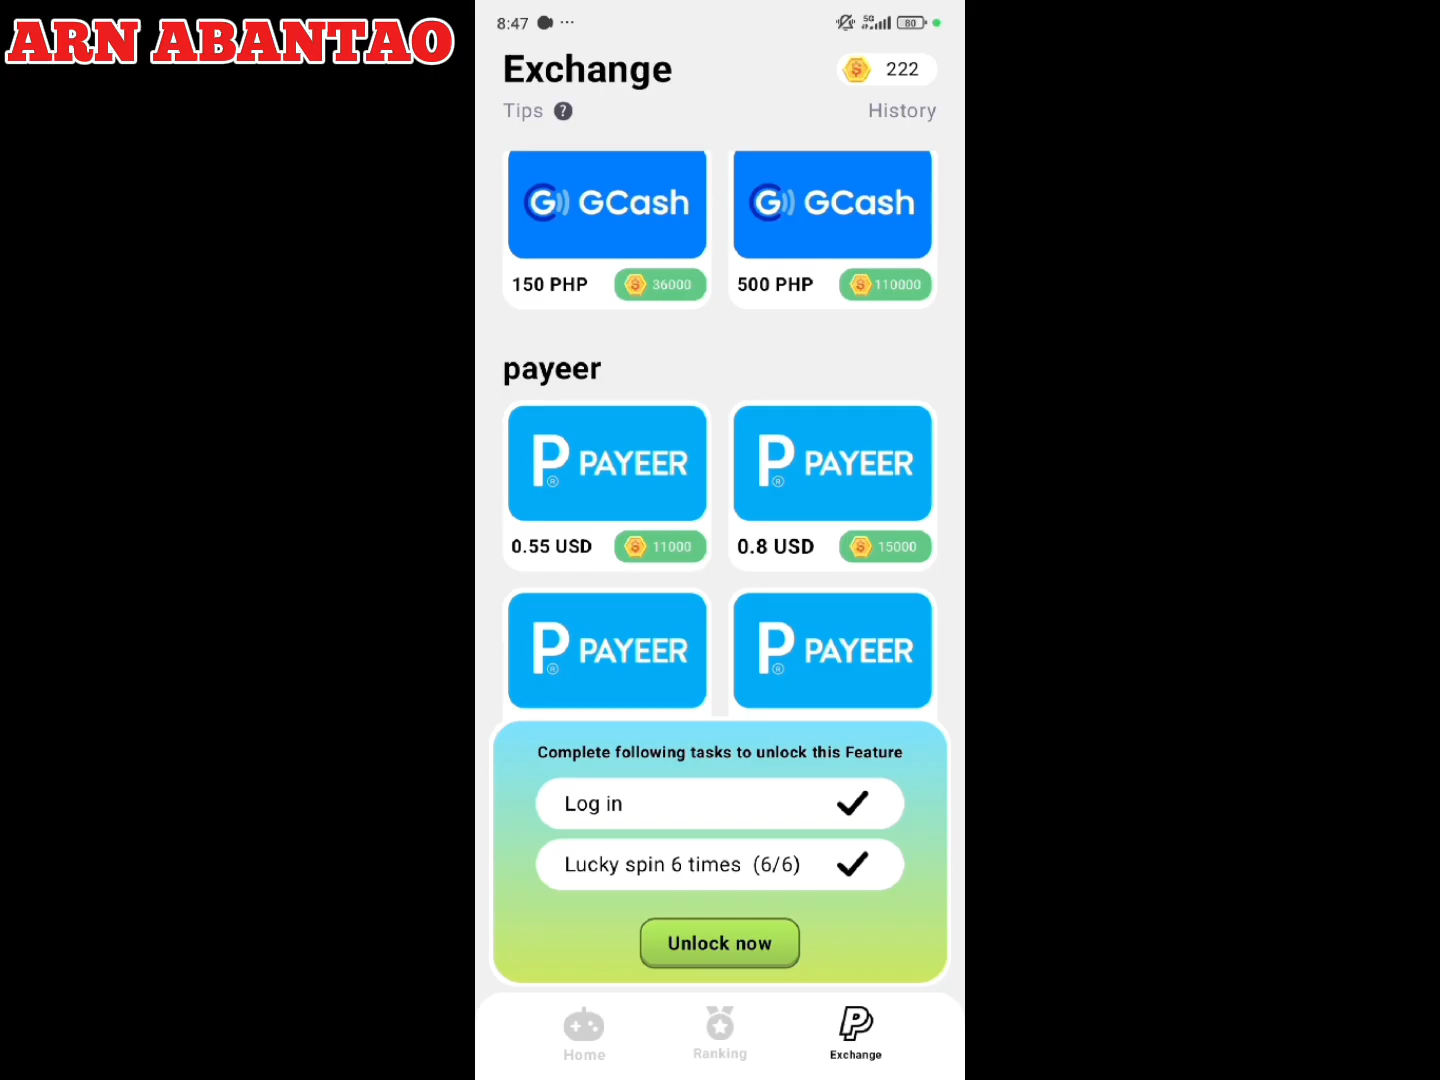 ARN ABANTAO
8:47 ...
5G 80
Exchange
222
Tips ?
History
G GCash
G GCash
150 PHP
36000
500 PHP
110000
payeer
P PAYEER
P PAYEER
0.55 USD
11000
0.8 USD
15000
P PAYEER
P PAYEER
Complete following tasks to unlock this Feature
Log in
Lucky spin 6 times (6/6)
Unlock now
Home
Ranking
Exchange